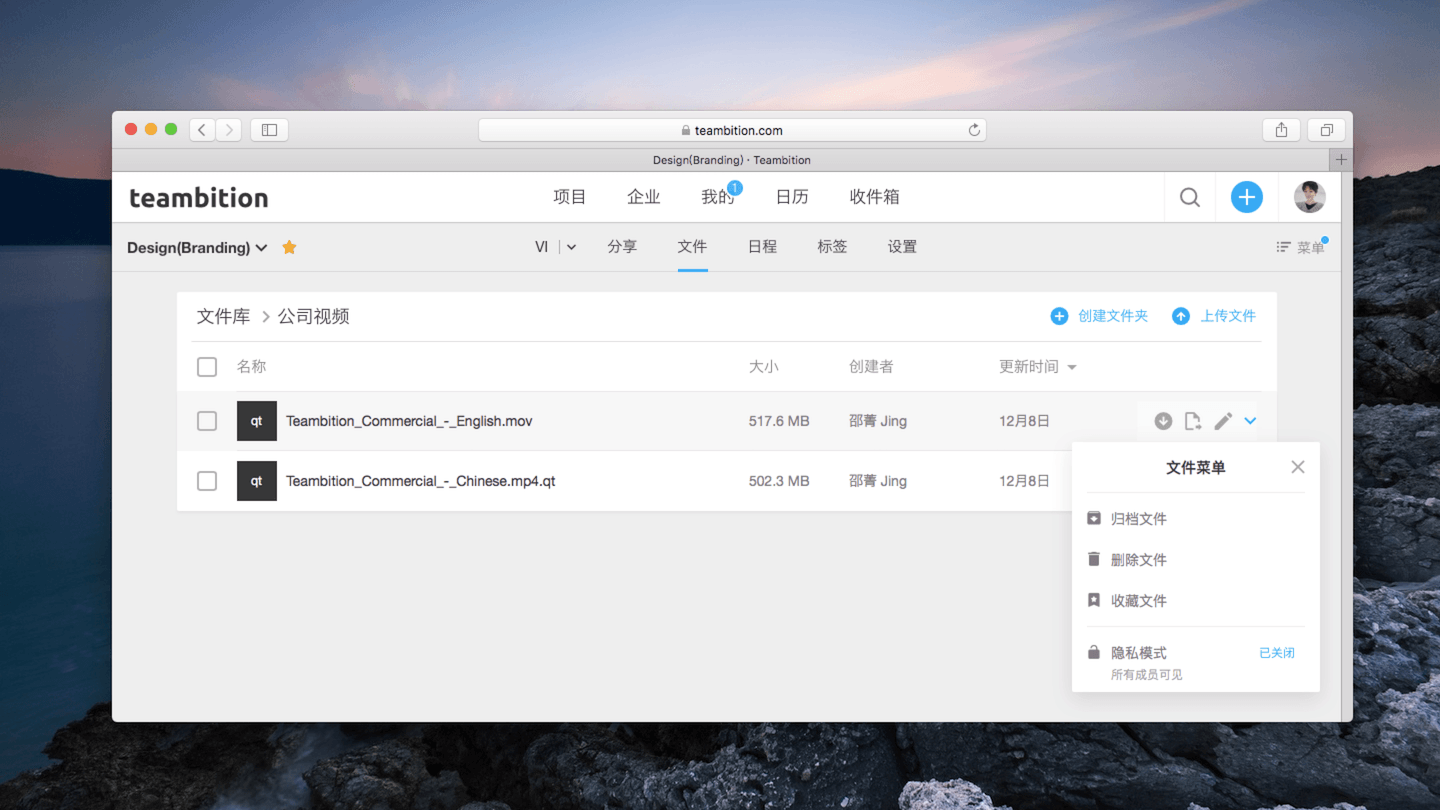 teambition.com
Design(Branding) · Teambition
teambition
项目 企业 我的 1 日历 收件箱
Design(Branding) VI 分享 文件 日程 标签 设置 菜单
文件库 > 公司视频 创建文件夹 上传文件
名称 大小 创建者 更新时间
qt Teambition_Commercial_-_English.mov 517.6 MB 邵菁 Jing 12月8日
qt Teambition_Commercial_-_Chinese.mp4.qt 502.3 MB 邵菁 Jing 12月8日
文件菜单
归档文件
删除文件
收藏文件
隐私模式 已关闭
所有成员可见